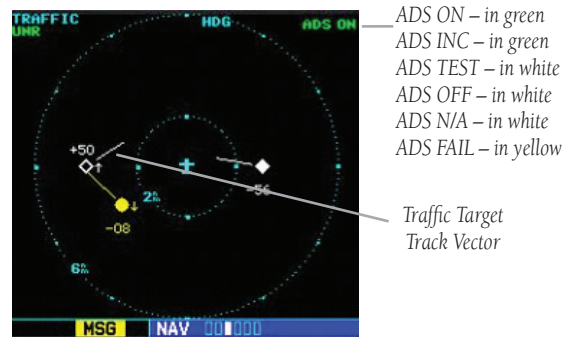 TRAFFIC
HDG
ADS ON
UNR
ADS ON – in green
ADS INC – in green
ADS TEST – in white
ADS OFF – in white
ADS N/A – in white
ADS FAIL – in yellow
+50
-56
2
-08
6
Traffic Target
Track Vector
MSG
NAV